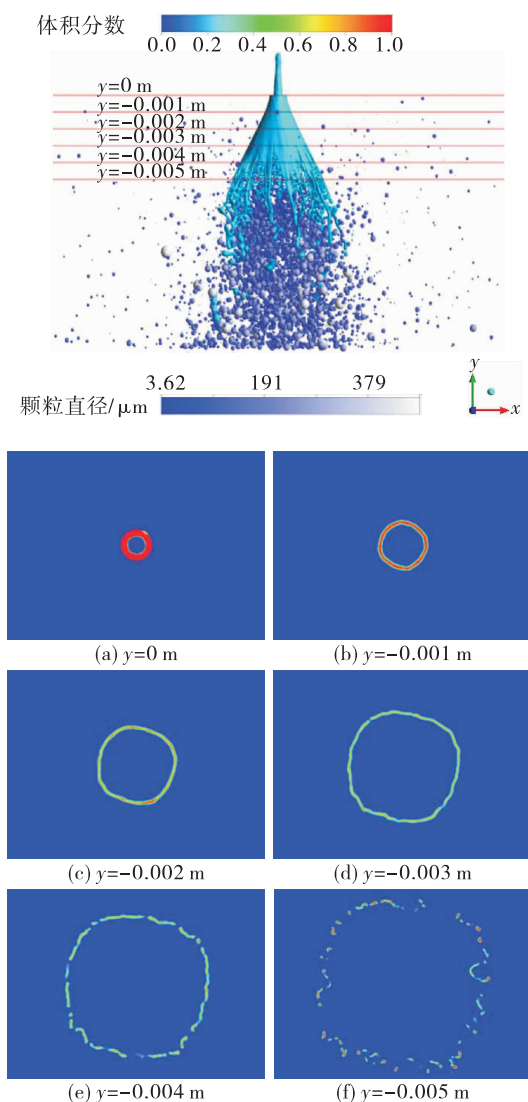 体积分数
0.0 0.2 0.4 0.6 0.8 1.0
y=0 m
y=-0.001 m
y=-0.002 m
y=-0.003 m
y=-0.004 m
y=-0.005 m
3.62 191 379
颗粒直径/μm
y
x
(a) y=0 m
(b) y=-0.001 m
(c) y=-0.002 m
(d) y=-0.003 m
(e) y=-0.004 m
(f) y=-0.005 m